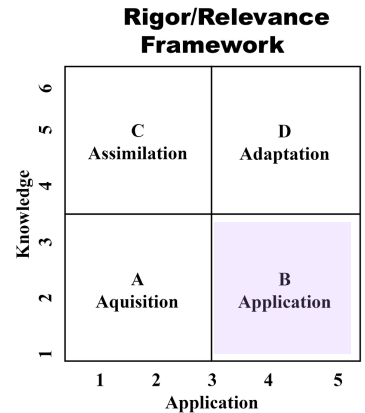 Rigor/Relevance
Framework
6
5
4
3
2
1
Knowledge
C
Assimilation
D
Adaptation
A
Aquisition
B
Application
1 2 3 4 5
Application